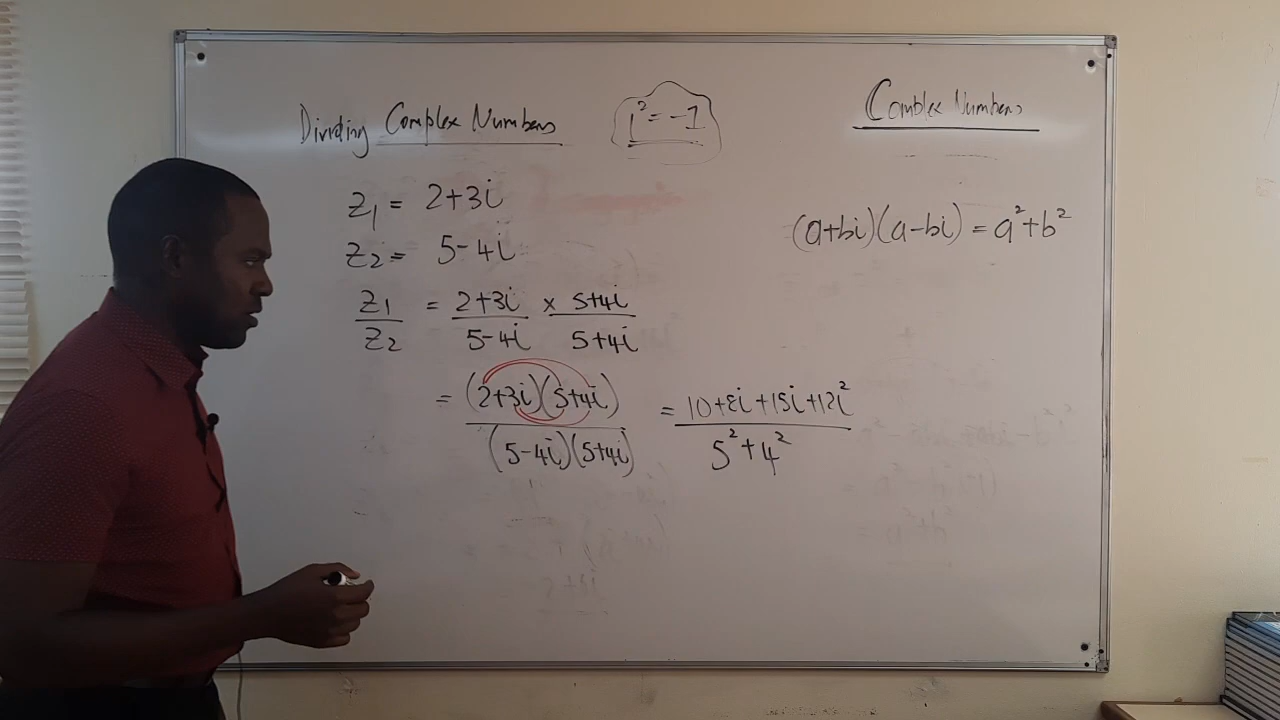 Dividing Complex Numbers
i² = -1
Z₁ = 2+3i
Z₂ = 5-4i
Z₁/Z₂ = (2+3i)/(5-4i) × (5+4i)/(5+4i)
= (2+3i)(5+4i)/(5-4i)(5+4i) = (10+8i+15i+12i²)/(5²+4²)
Complex Numbers
(a+bi)(a-bi) = a²+b²